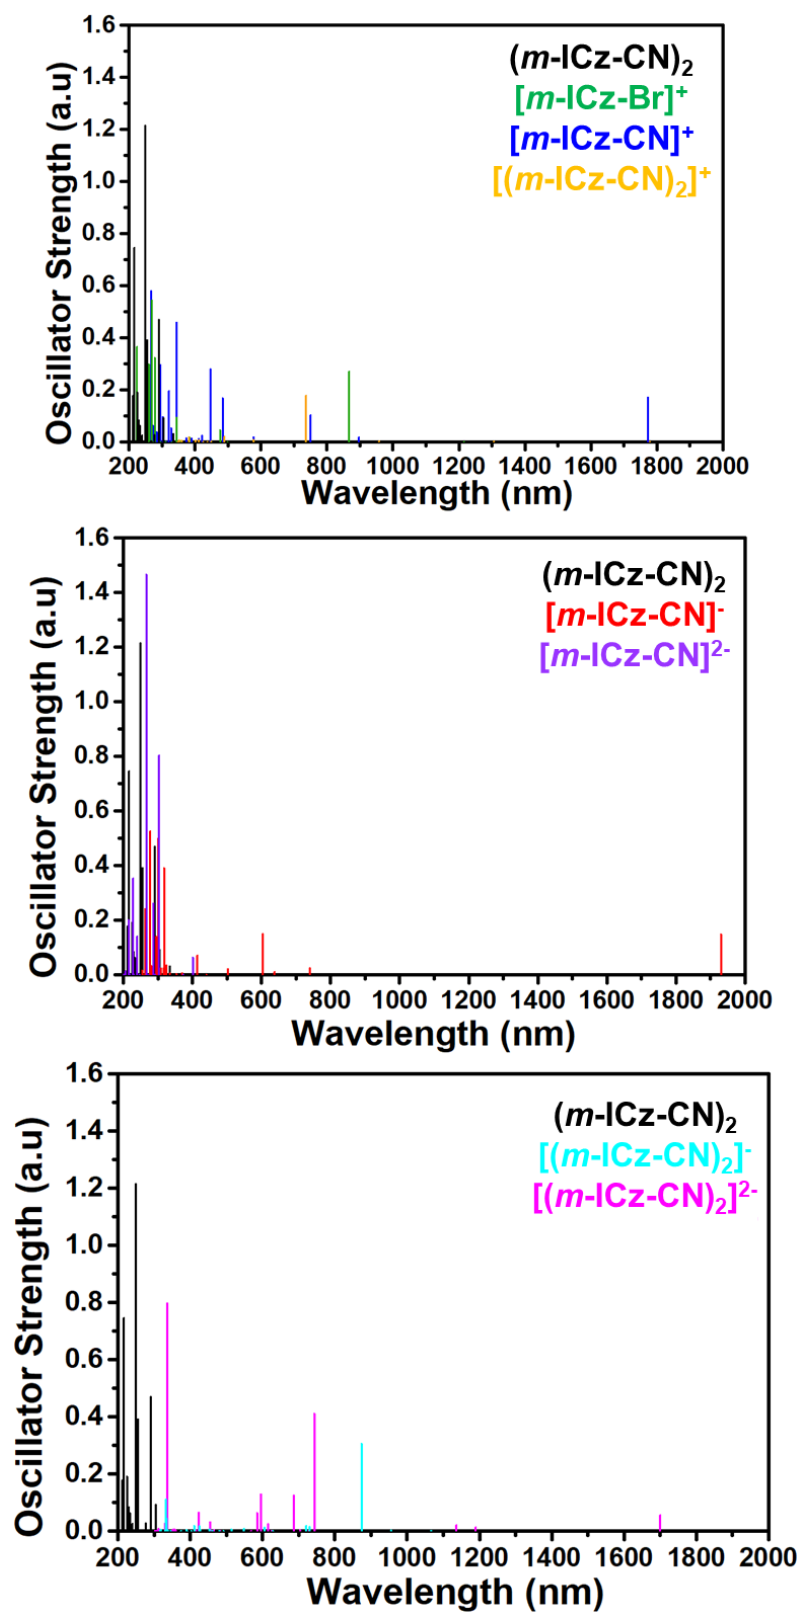 1.6
1.4
1.2
1.0
0.8
0.6
0.4
0.2
0.0
Oscillator Strength (a.u)
(m-ICz-CN)2
[m-ICz-Br]+
[m-ICz-CN]+
[(m-ICz-CN)2]+
200 400 600 800 1000 1200 1400 1600 1800 2000
Wavelength (nm)
1.6
1.4
1.2
1.0
0.8
0.6
0.4
0.2
0.0
Oscillator Strength (a.u)
(m-ICz-CN)2
[m-ICz-CN]-
[m-ICz-CN]2-
200 400 600 800 1000 1200 1400 1600 1800 2000
Wavelength (nm)
1.6
1.4
1.2
1.0
0.8
0.6
0.4
0.2
0.0
Oscillator Strength (a.u)
(m-ICz-CN)2
[(m-ICz-CN)2]-
[(m-ICz-CN)2]2-
200 400 600 800 1000 1200 1400 1600 1800 2000
Wavelength (nm)